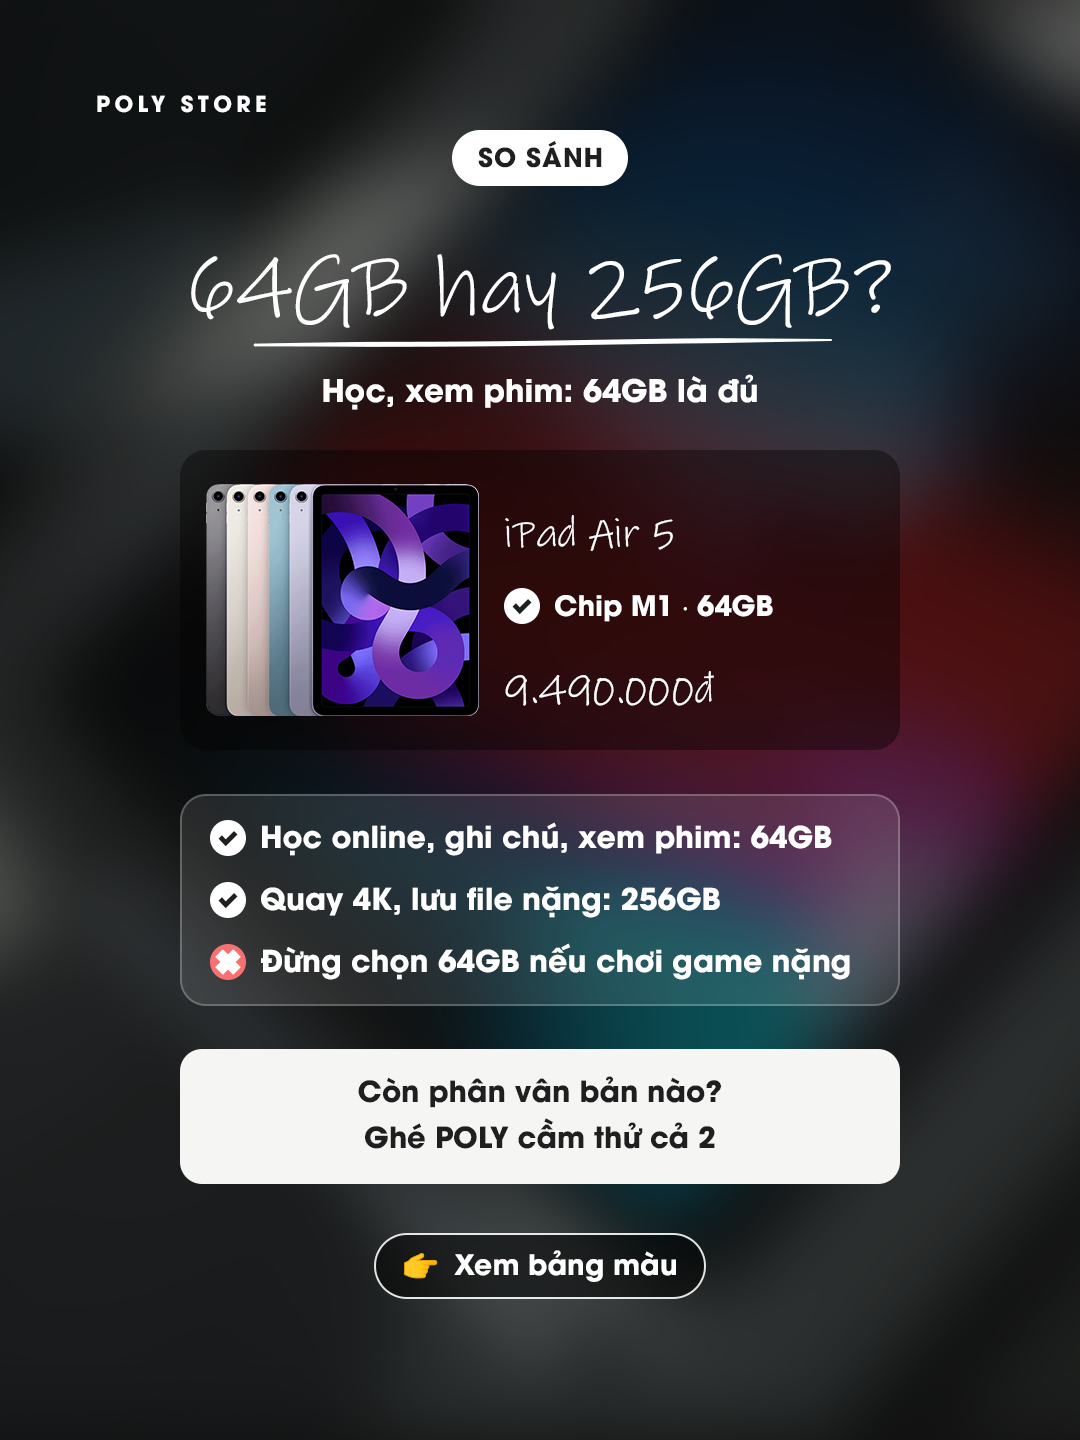 POLY STORE
SO SÁNH
64GB hay 256GB?
Học, xem phim: 64GB là đủ
iPad Air 5
Chip M1 · 64GB
9.490.000đ
Học online, ghi chú, xem phim: 64GB
Quay 4K, lưu file nặng: 256GB
Đừng chọn 64GB nếu chơi game nặng
Còn phân vân bản nào?
Ghé POLY cầm thử cả 2
👉 Xem bảng màu